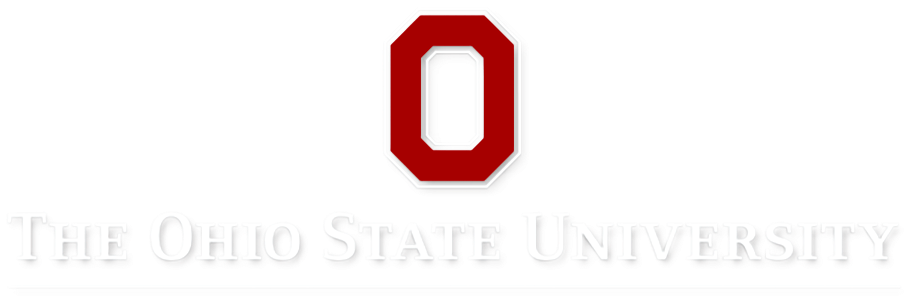 O
THE OHIO STATE UNIVERSITY